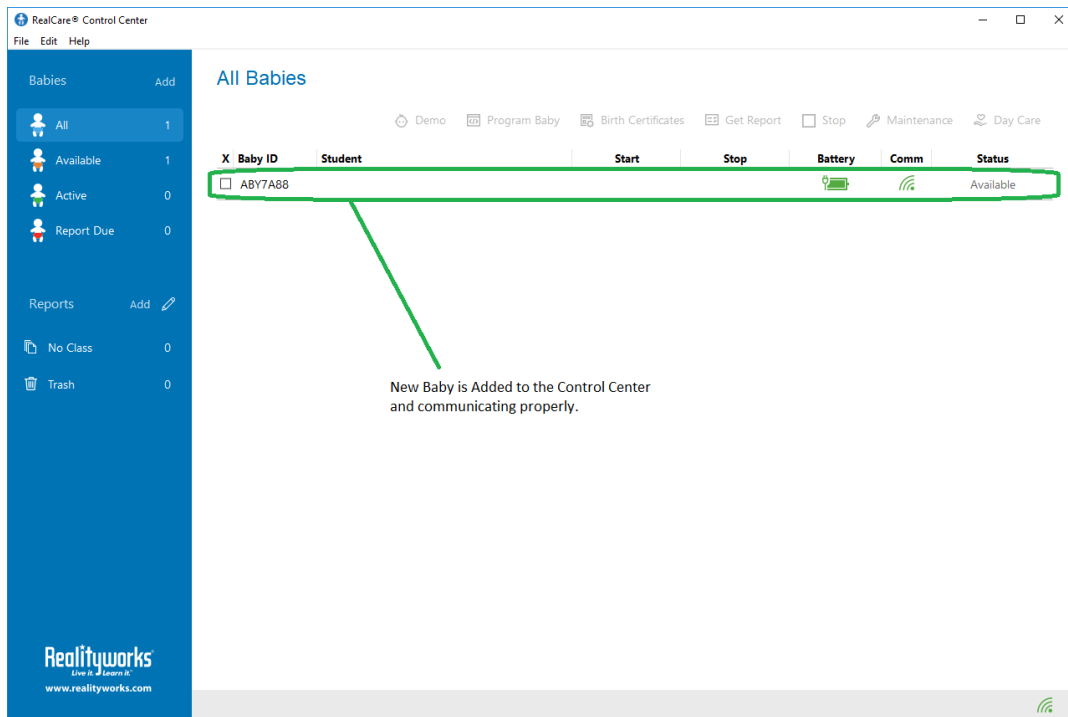 RealCare® Control Center
File Edit Help
Babies Add
All 1
Available 1
Active 0
Report Due 0
Reports Add
No Class 0
Trash 0
Realityworks
Live it. Learn it.
www.realityworks.com
All Babies
Demo Program Baby Birth Certificates Get Report Stop Maintenance Day Care
X Baby ID Student Start Stop Battery Comm Status
ABY7A88 Available
New Baby is Added to the Control Center
and communicating properly.